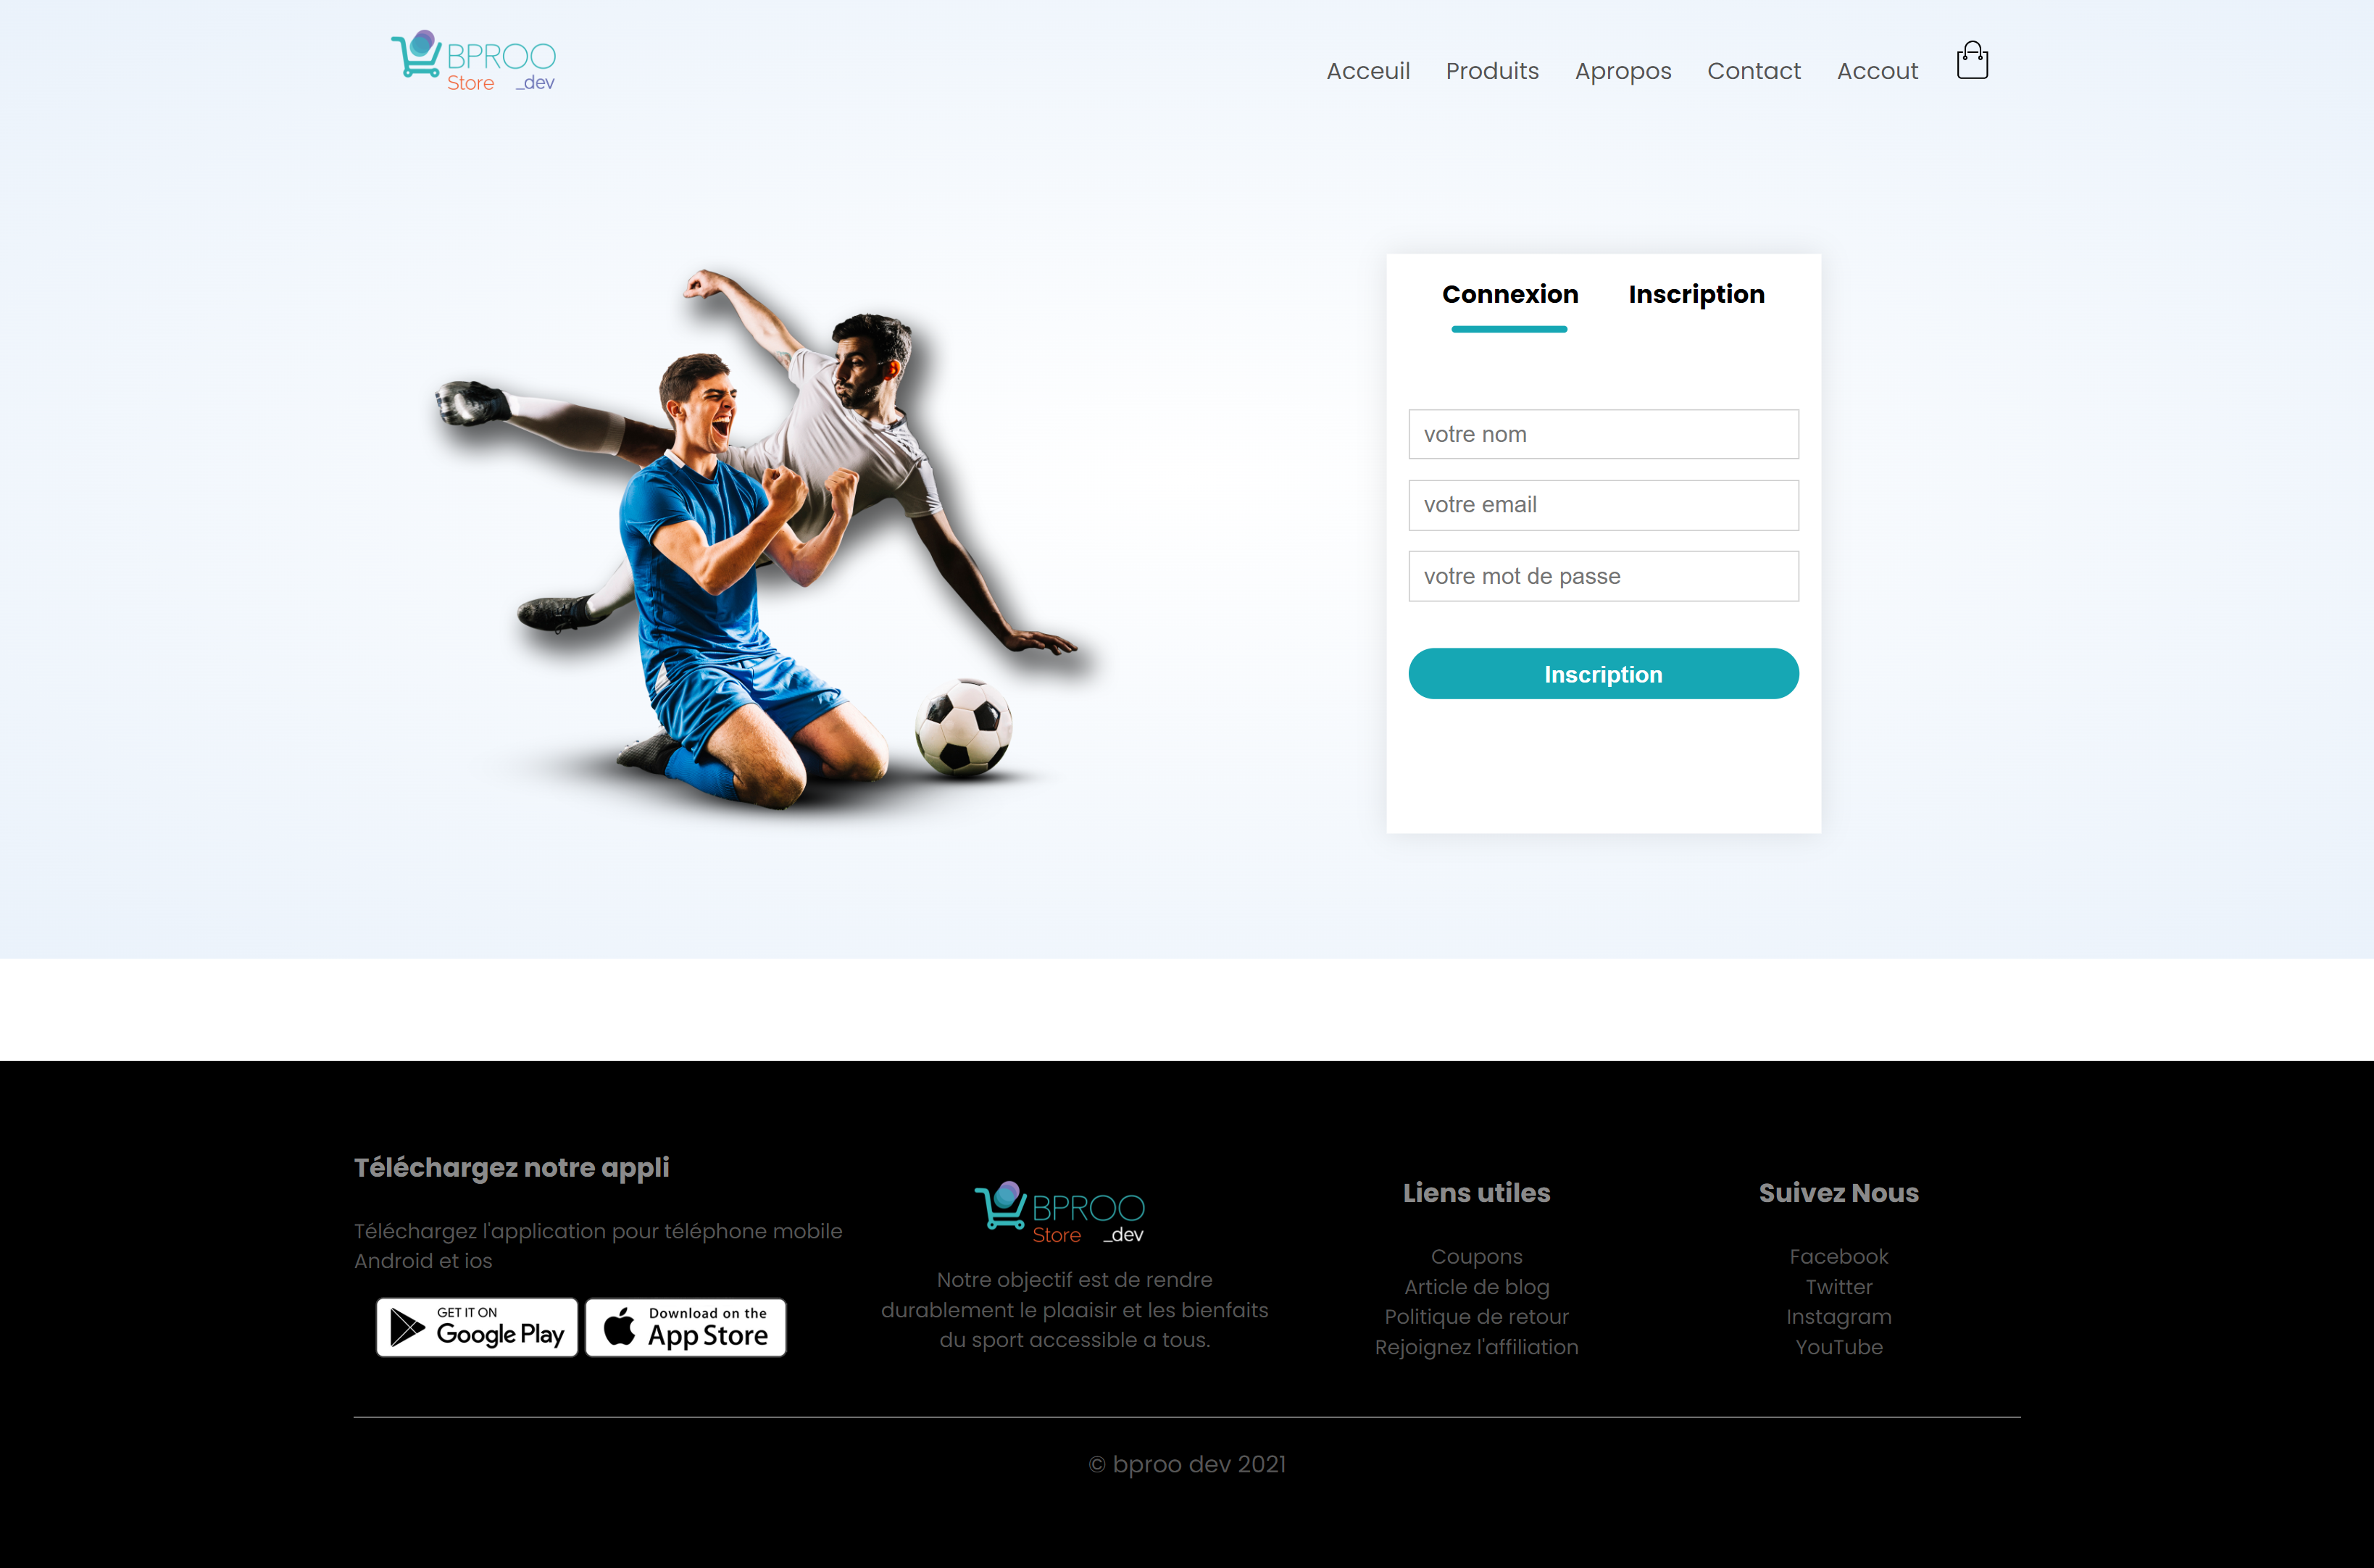 BPROO
Store _dev
Acceuil Produits Apropos Contact Accout
Connexion Inscription
votre nom
votre email
votre mot de passe
Inscription
Téléchargez notre appli
Téléchargez l'application pour téléphone mobile
Android et ios
GET IT ON
Google Play
Download on the
App Store
BPROO
Store _dev
Notre objectif est de rendre
durablement le plaaisir et les bienfaits
du sport accessible a tous.
Liens utiles
Coupons
Article de blog
Politique de retour
Rejoignez l'affiliation
Suivez Nous
Facebook
Twitter
Instagram
YouTube
© bproo dev 2021